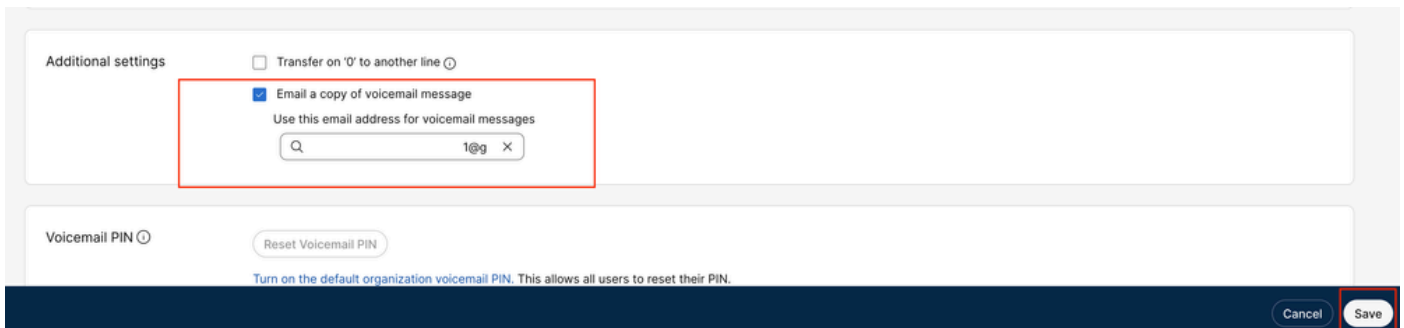 Additional settings
Transfer on '0' to another line
Email a copy of voicemail message
Use this email address for voicemail messages
1@g
Voicemail PIN
Reset Voicemail PIN
Turn on the default organization voicemail PIN. This allows all users to reset their PIN.
Cancel Save